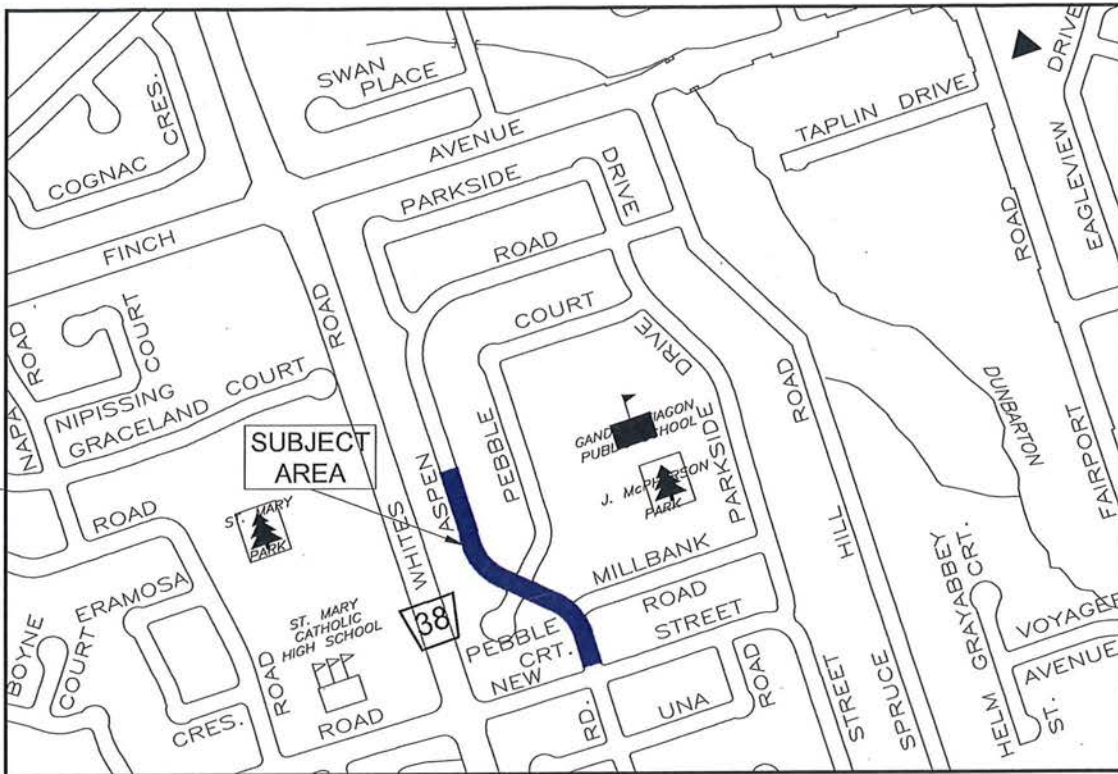 SWAN
PLACE
COGNAC
CRES.
AVENUE
PARKSIDE
DRIVE
TAPLIN DRIVE
EAGLEVIEW
DRIVE
FINCH
ROAD
COURT
ROAD
ROAD
NAPA
ROAD
NIPISSING
COURT
GRACELAND COURT
DRIVE
PEBBLE
PUBLIC SCHOOL
J. McPHERSON
PARK
PARKSIDE
ROAD
DUNBARTON
FAIRPORT
SUBJECT
AREA
ASPEN
WHITES
ROAD
ST. MARY
PARK
ERAMOSA
ST. MARY
CATHOLIC
HIGH SCHOOL
38
MILLBANK
ROAD
STREET
HILL
PEBBLE
CRT.
NEW
BOYNE
COURT
CRES.
ROAD
ROAD
RD.
UNA
ROAD
STREET
SPRUCE
HELM
GRAYABBEY
CRT.
ST.
VOYAGER
AVENUE